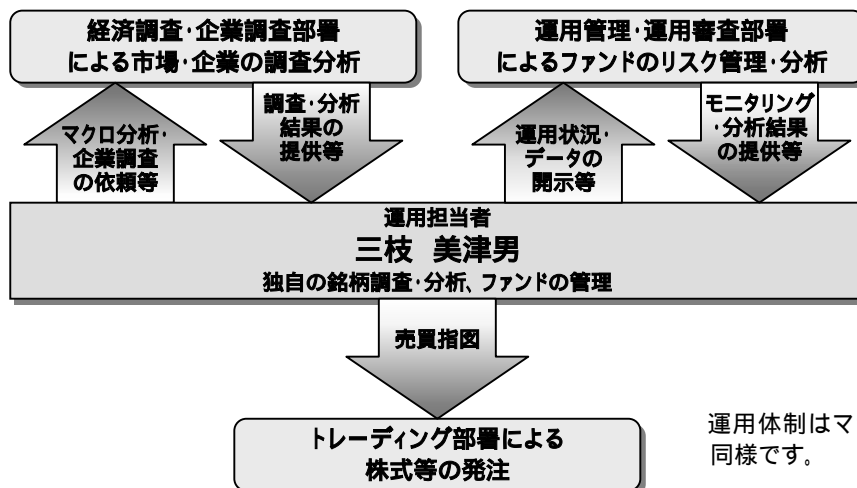 経済調査・企業調査部署
による市場・企業の調査分析
運用管理・運用審査部署
によるファンドのリスク管理・分析
マクロ分析・
企業調査
の依頼等
調査・分析
結果の
提供等
運用状況・
データの
開示等
モニタリング
・分析結果
の提供等
運用担当者
三枝 美津男
独自の銘柄調査・分析、ファンドの管理
売買指図
トレーディング部署による
株式等の発注
運用体制はマ
同様です。